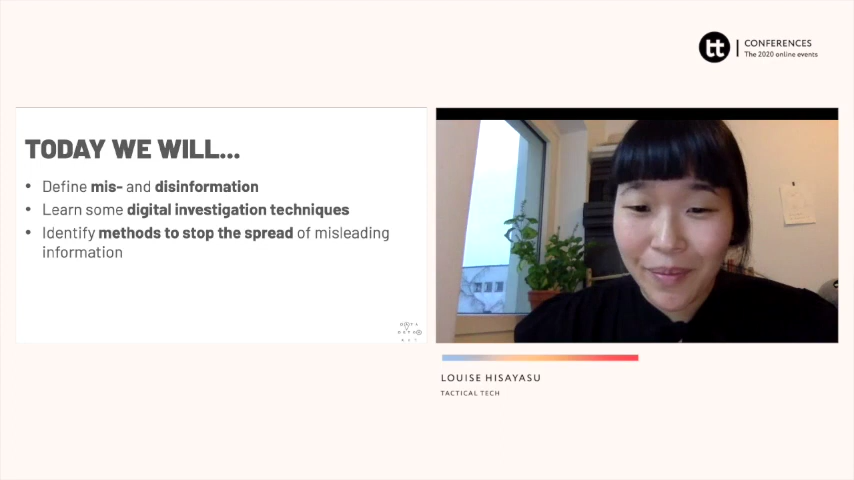 tt
CONFERENCES
The 2020 online events
TODAY WE WILL...
• Define mis- and disinformation
• Learn some digital investigation techniques
• Identify methods to stop the spread of misleading
information
LOUISE HISAYASU
TACTICAL TECH